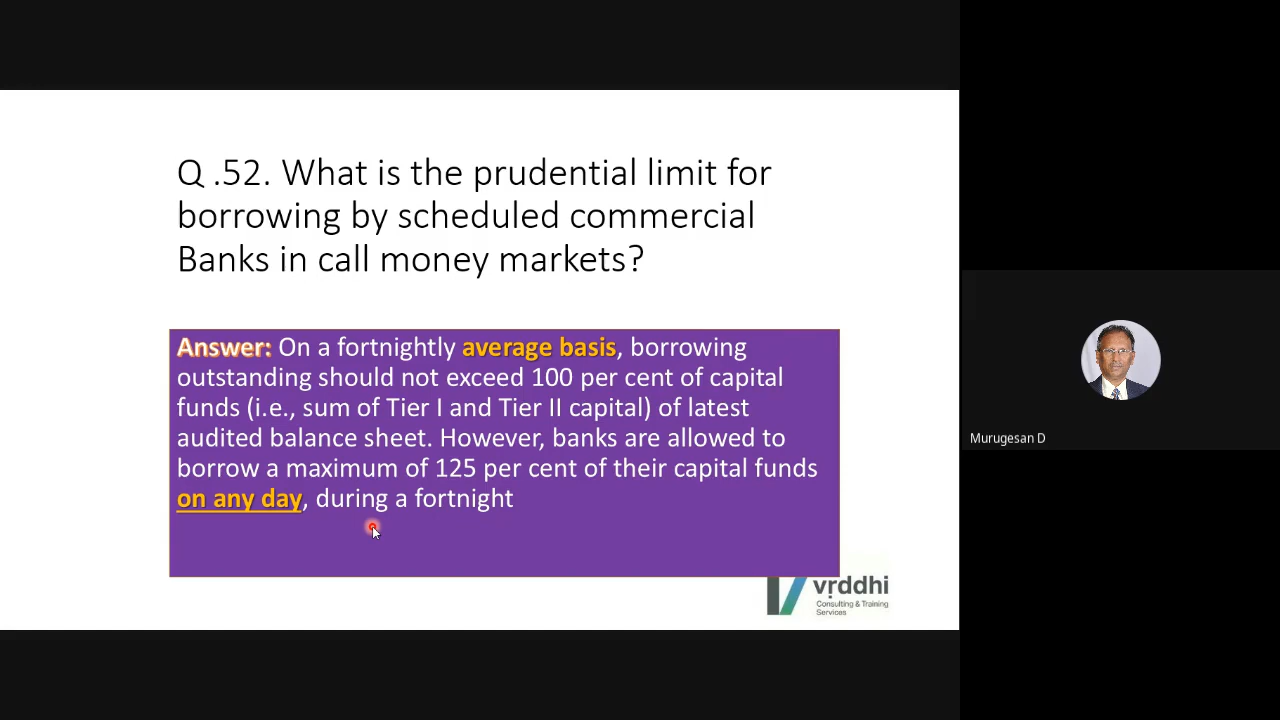 Q .52. What is the prudential limit for
borrowing by scheduled commercial
Banks in call money markets?
Answer: On a fortnightly average basis, borrowing
outstanding should not exceed 100 per cent of capital
funds (i.e., sum of Tier I and Tier II capital) of latest
audited balance sheet. However, banks are allowed to
borrow a maximum of 125 per cent of their capital funds
on any day, during a fortnight
vṛddhi
Consulting & Training
Services
Murugesan D